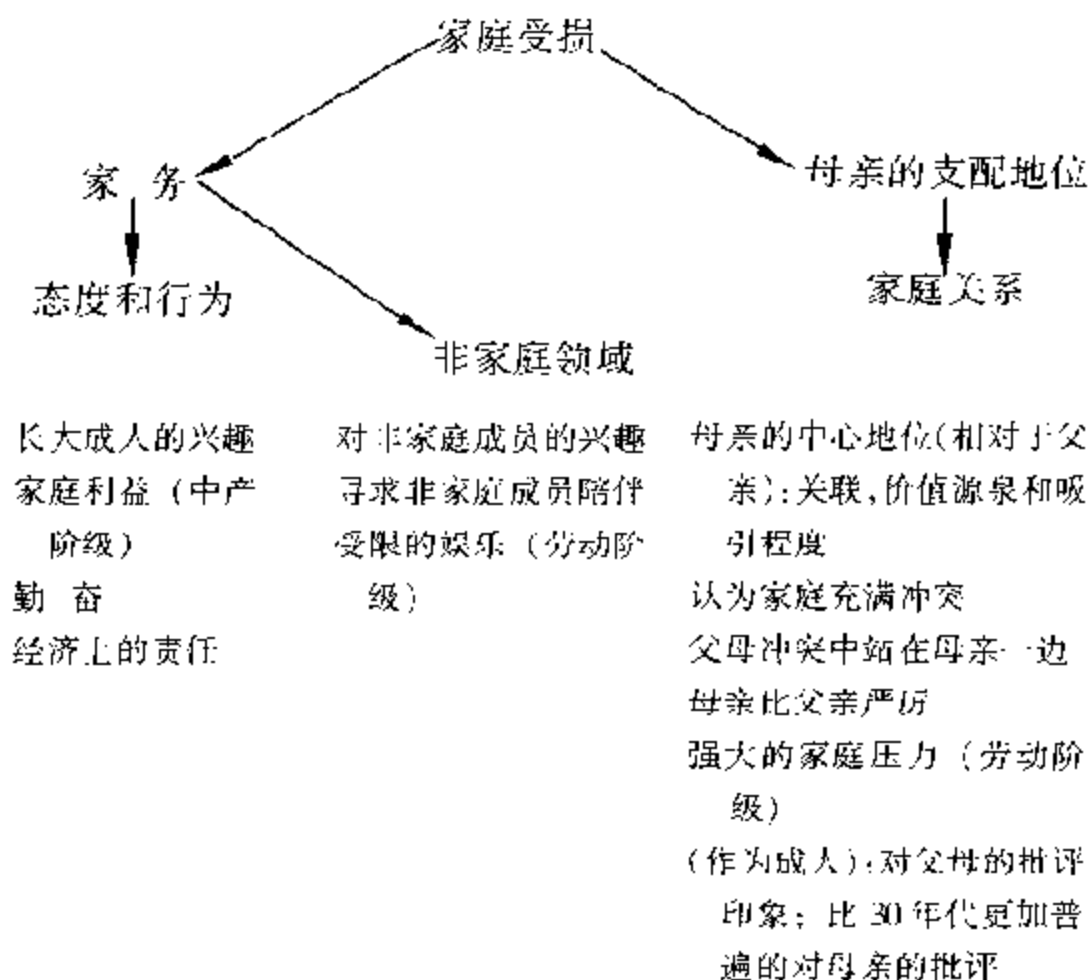 家庭受损
家 务
母亲的支配地位
态度和行为
家庭关系
非家庭领域
长大成人的兴趣
家庭利益（中产
阶级）
勤 奋
经济上的责任
对非家庭成员的兴趣
寻求非家庭成员陪伴
受限的娱乐（劳动阶
级）
母亲的中心地位(相对于父
亲):关联,价值源泉和吸
引程度
认为家庭充满冲突
父母冲突中站在母亲一边
母亲比父亲严厉
强大的家庭压力（劳动阶
级）
(作为成人):对父母的批评
印象；比 30 年代更加普
遍的对母亲的批评